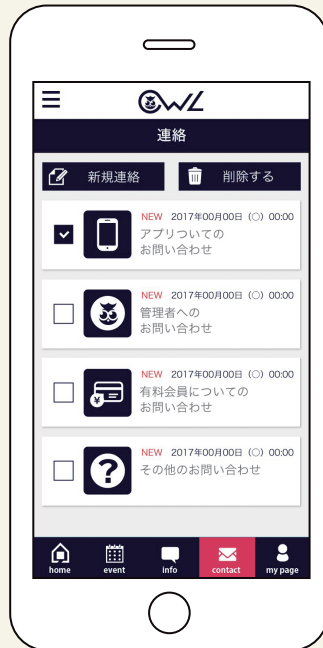 OWL
連絡
新規連絡
削除する
NEW 2017年00月00日（○）00:00
アプリついての
お問い合わせ
NEW 2017年00月00日（○）00:00
管理者への
お問い合わせ
NEW 2017年00月00日（○）00:00
有料会員についての
お問い合わせ
NEW 2017年00月00日（○）00:00
その他のお問い合わせ
home
event
info
contact
my page